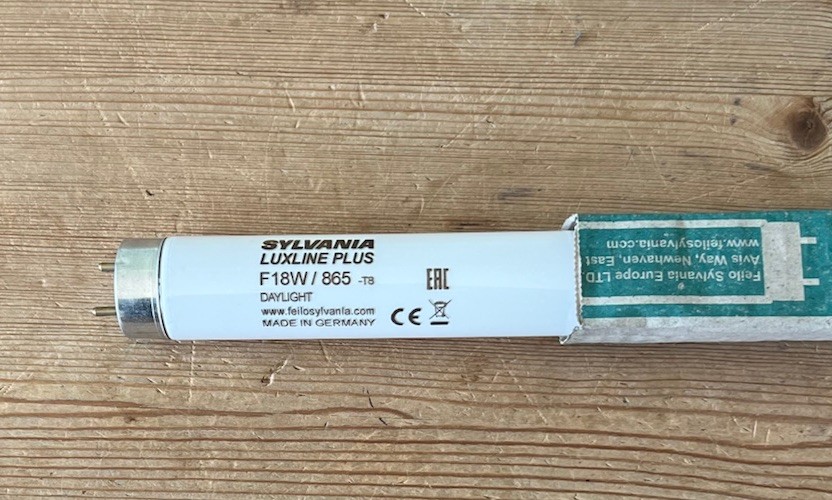 SYLVANIA
LUXLINE PLUS
F18W / 865 -T8
DAYLIGHT
www.feilosylvania.com
MADE IN GERMANY
EAC
CE
Feilo Sylvania Europe LTD
Avis Way, Newhaven, East
www.feilosylvania.com